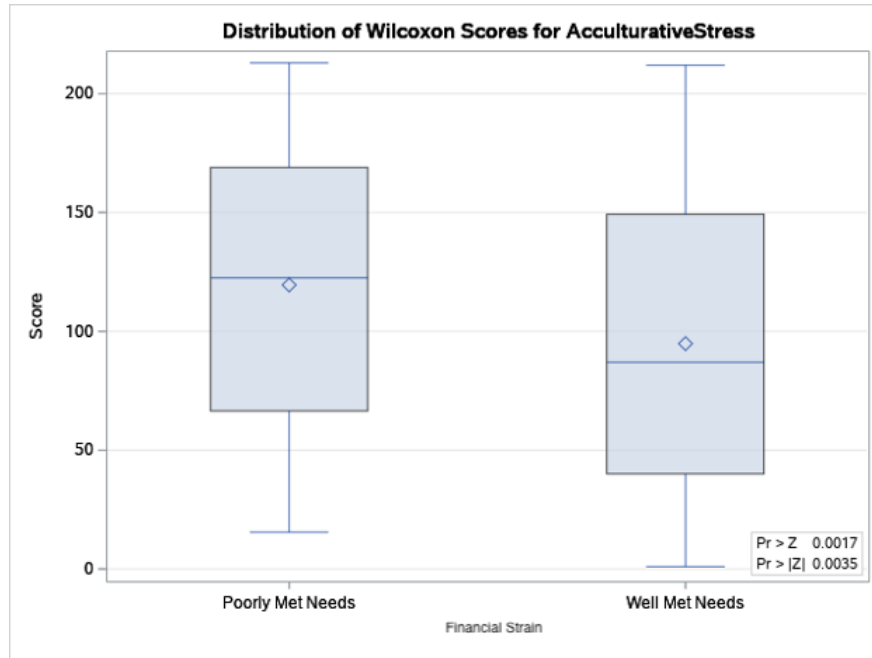 Distribution of Wilcoxon Scores for AcculturativeStress
200
150
100
50
0
Score
Pr > Z 0.0017
Pr > |Z| 0.0035
Poorly Met Needs Well Met Needs
Financial Strain